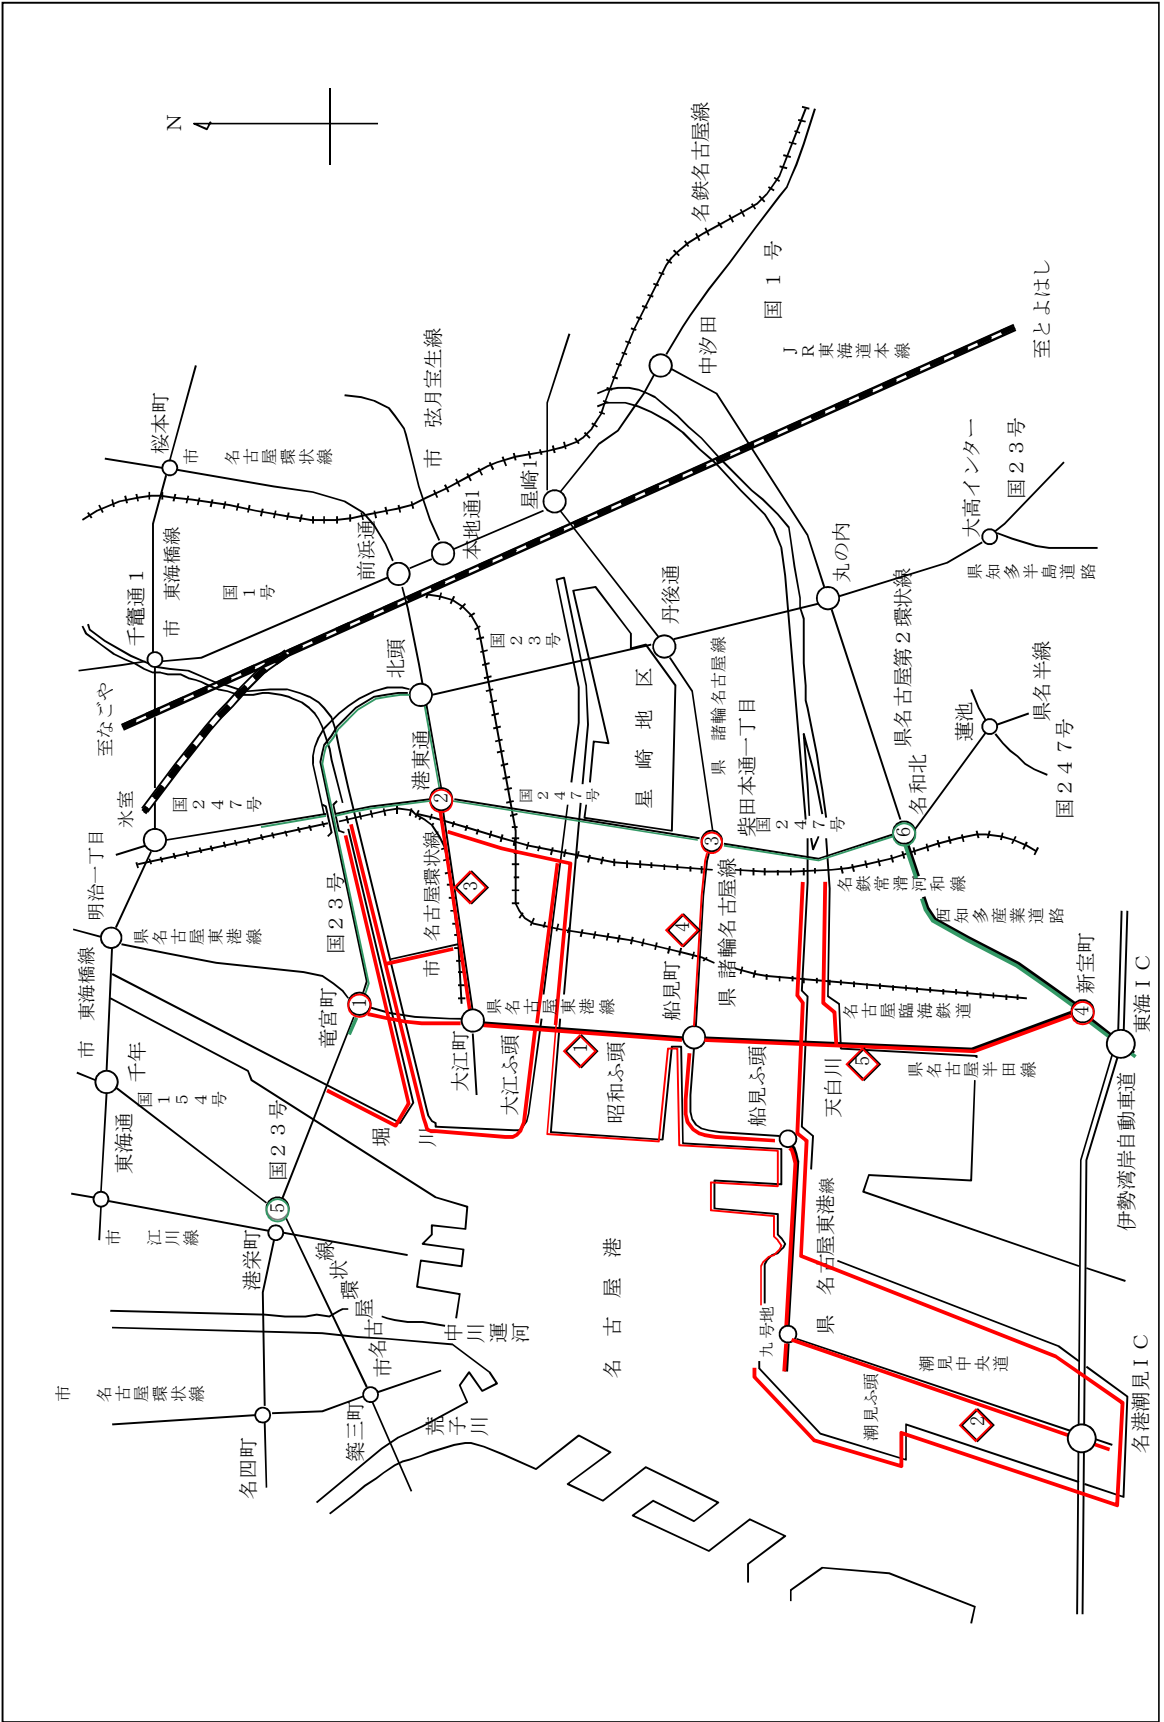 N
名鉄名古屋線
国１号
至とよはし
ＪＲ東海道本線
中汐田
桜本町
市　名古屋環状線
市　弦月宝生線
星崎1
本地通1
前浜通
千竈通１
市　東海橋線
国１号
至なごや
北頭
国２３号
丹後通
丸の内
大高インター
国２３号
県知多半島道路
県名古屋第２環状線
県名半線
蓮池
国２４７号
名和北
6
県　諸輪名古屋線
柴田本通一丁目
国２４７号
3
星崎地区
国２４７号
港東通
2
氷室
国２４７号
明治一丁目
県名古屋東港線
国２３号
市　名古屋環状線
3
4
県　諸輪名古屋線
名鉄常滑河和線
西知多産業道路
新宝町
4
東海ＩＣ
名古屋臨海鉄道
県名古屋半田線
船見町
県名古屋東港線
大江町
竜宮町
1
市　東海橋線
千年
国１５４号
東海通
国２３号
5
堀川
大江ふ頭
1
昭和ふ頭
船見ふ頭
天白川
5
伊勢湾岸自動車道
市　江川線
港栄町
市名古屋環状線
中川運河
名古屋港
県　名古屋東港線
九号地
潮見中央道
潮見ふ頭
2
名港潮見ＩＣ
市　名古屋環状線
築三町
荒子川
名四町